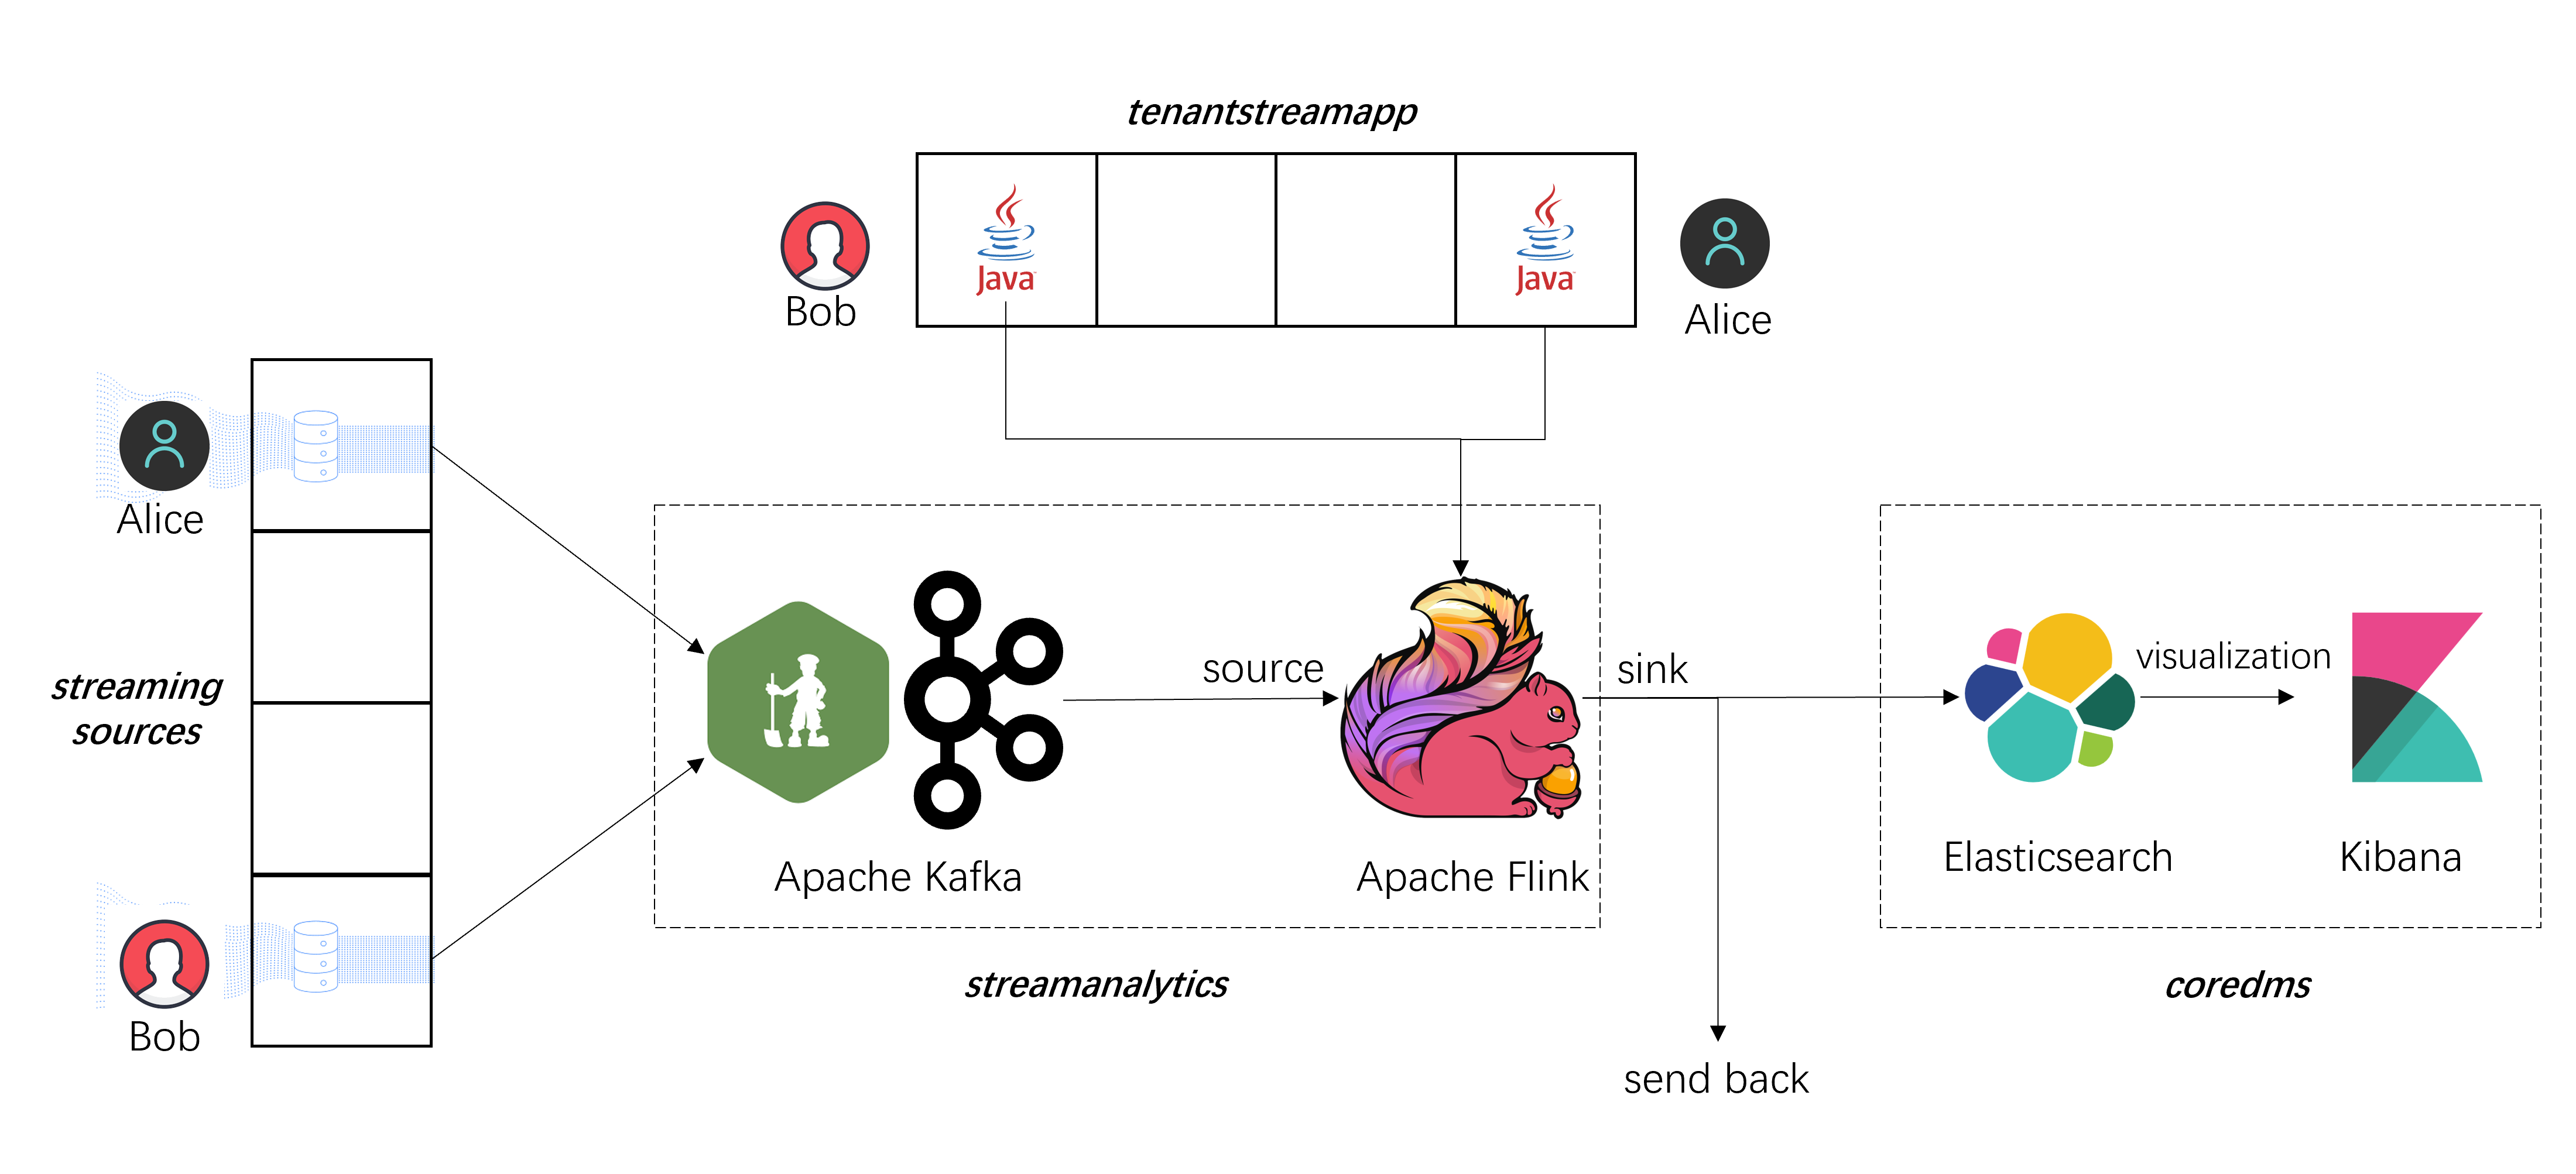 tenantstreamapp
Java
Java
Bob
Alice
Alice
streaming
sources
Bob
source
sink
visualization
Apache Kafka
Apache Flink
Elasticsearch
Kibana
streamanalytics
coredms
send back